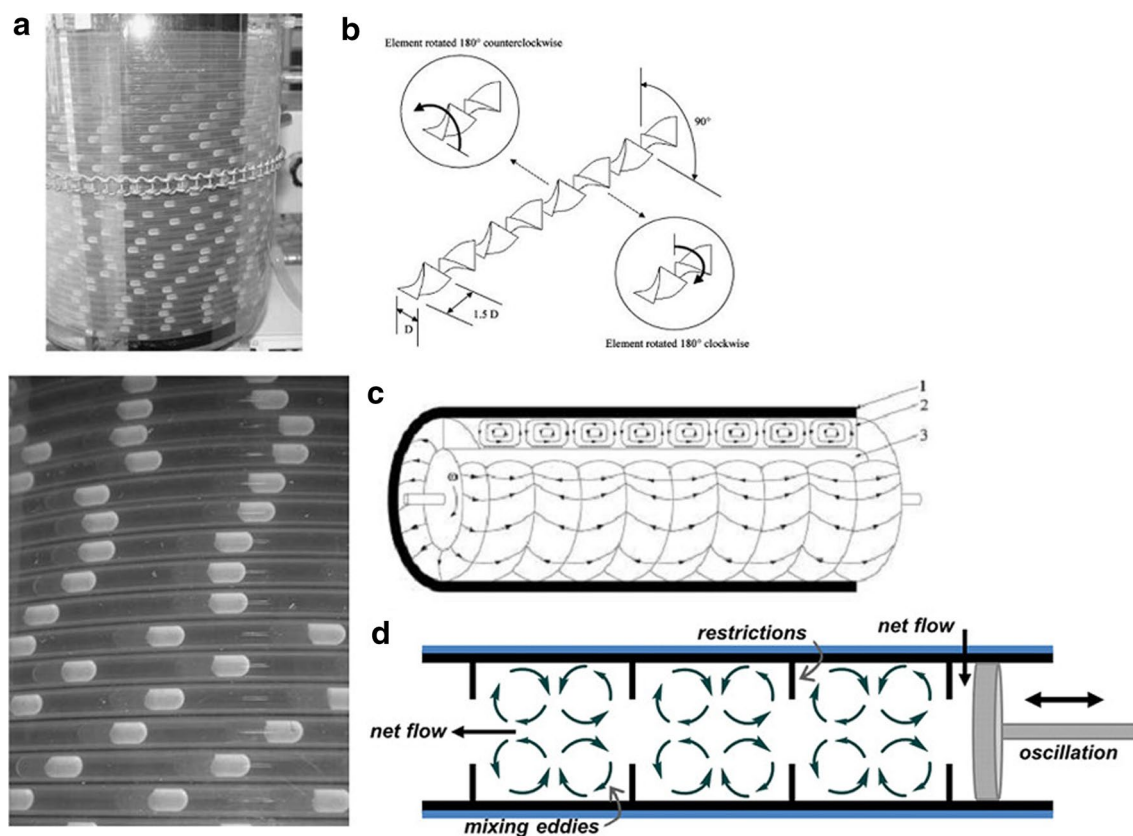 a
b
Element rotated 180° counterclockwise
90°
1.5 D
D
Element rotated 180° clockwise
c
1
2
3
ω
d
restrictions
net flow
net flow
oscillation
mixing eddies